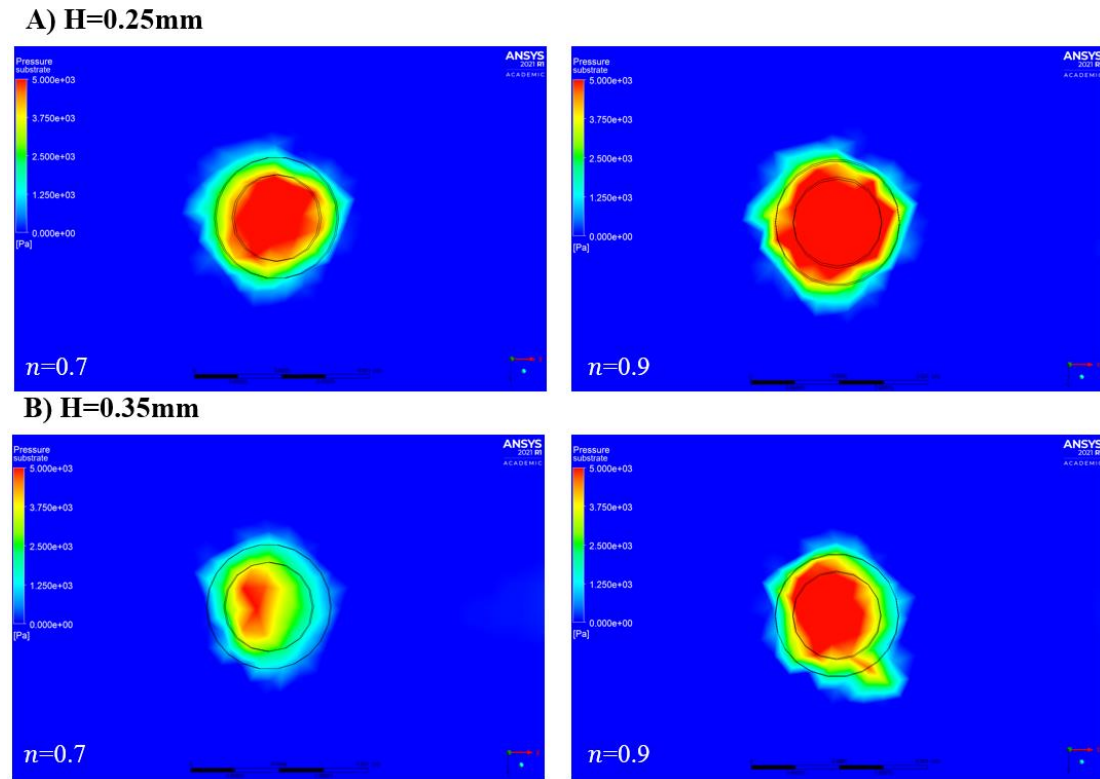 A) H=0.25mm
ANSYS
2021 R1
ACADEMIC
Pressure
substrate
5.000e+03
3.750e+03
2.500e+03
1.250e+03
0.000e+00
[Pa]
n=0.7
ANSYS
2021 R1
ACADEMIC
Pressure
substrate
5.000e+03
3.750e+03
2.500e+03
1.250e+03
0.000e+00
[Pa]
n=0.9
B) H=0.35mm
ANSYS
2021 R1
ACADEMIC
Pressure
substrate
5.000e+03
3.750e+03
2.500e+03
1.250e+03
0.000e+00
[Pa]
n=0.7
ANSYS
2021 R1
ACADEMIC
Pressure
substrate
5.000e+03
3.750e+03
2.500e+03
1.250e+03
0.000e+00
[Pa]
n=0.9